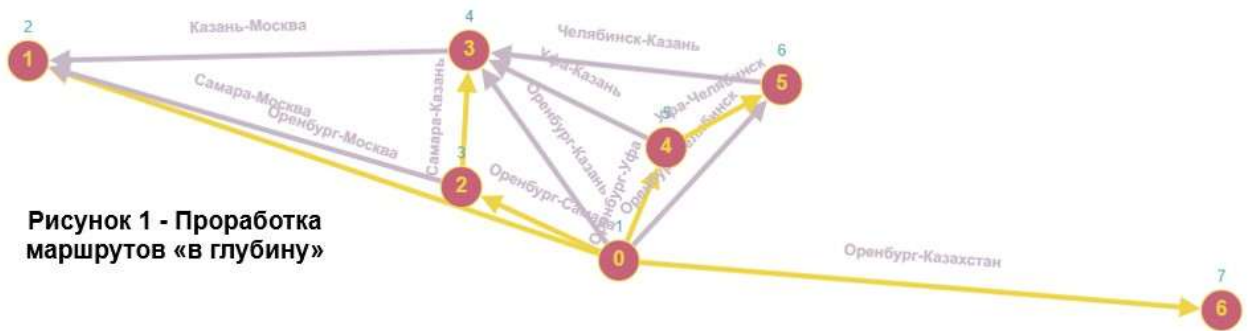 4
2
Казань-Москва
Челябинск-Казань
6
3
1
Уфа-Казань
Уфа-Челябинск
5
Самара-Москва
Самара-Казань
Оренбург-Казань
Оренбург-Москва
4
3
Оренбург-Уфа
2
Оренбург-Самара
1
0
Рисунок 1 - Проработка
маршрутов «в глубину»
Оренбург-Казахстан
7
6